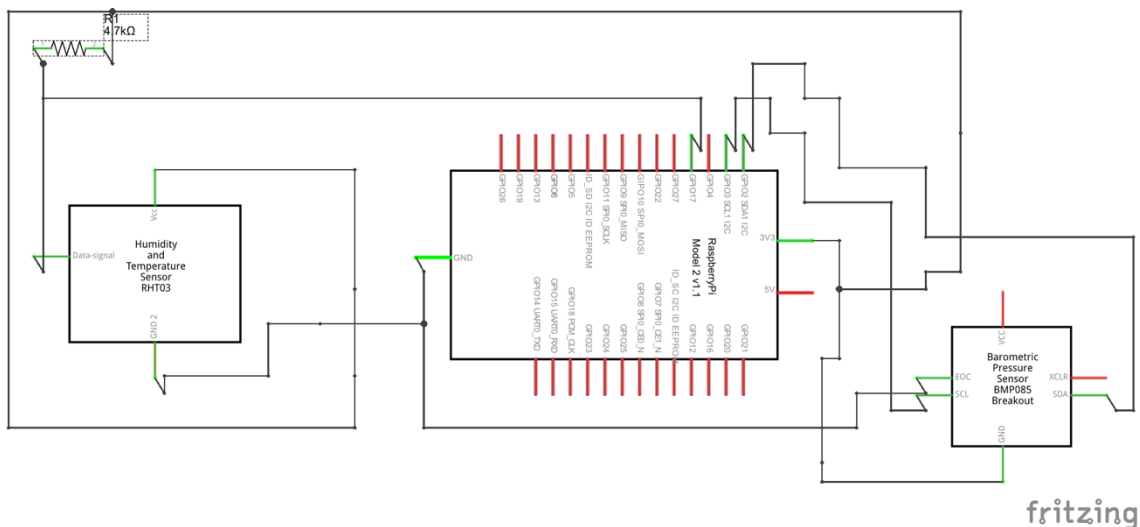 R1
4.7kΩ
Vcc
Data-signal
Humidity
and
Temperature
Sensor
RHT03
GND 2
GPIO26
GPIO19
GPIO13
GPIO6
GPIO5
ID_SD I2C ID EEPROM
GPIO11 SPI0_SCLK
GPIO9 SPI0_MISO
GIPO10 SPI0_MOSI
GPIO22
GPIO27
GPIO17
GPIO4
GPIO3 SCL1 I2C
GPIO2 SDA1 I2C
GND
RaspberryPi
Model 2 v1.1
3V3
5V
GPIO14 UART0_TXD
GPIO15 UART0_RXD
GPIO18 PCM_CLK
GPIO23
GPIO24
GPIO25
GPIO8 SPI0_CE0_N
GPIO7 SPI0_CE1_N
ID_SC I2C ID EEPROM
GPIO12
GPIO16
GPIO20
GPIO21
VCC
EOC
SCL
Barometric
Pressure
Sensor
BMP085
Breakout
XCLR
SDA
GND
fritzing